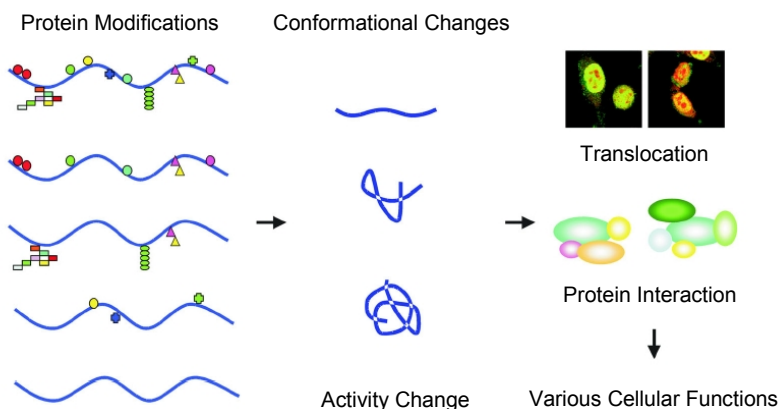 Protein Modifications
Conformational Changes
Translocation
Protein Interaction
Activity Change
Various Cellular Functions